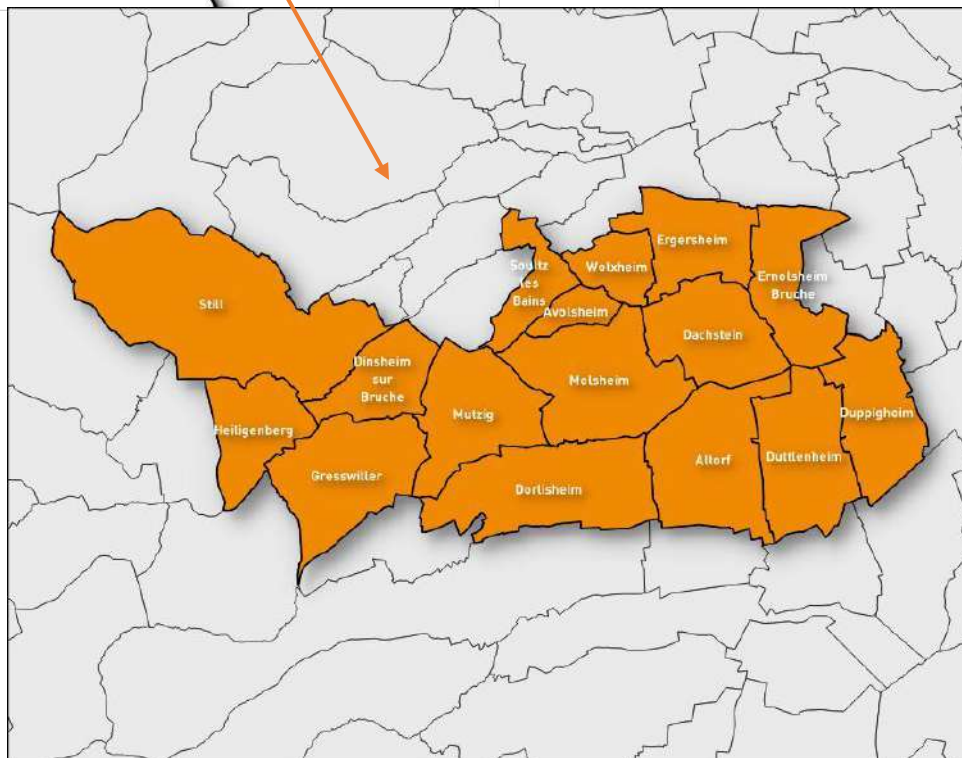 Ergersheim
Soultz
les
Bains
Wolxheim
Ernolsheim
Bruche
Still
Avolsheim
Dachstein
Dinsheim
sur
Bruche
Molsheim
Mutzig
Duppigheim
Heiligenberg
Gresswiller
Altorf
Duttlenheim
Dorlisheim